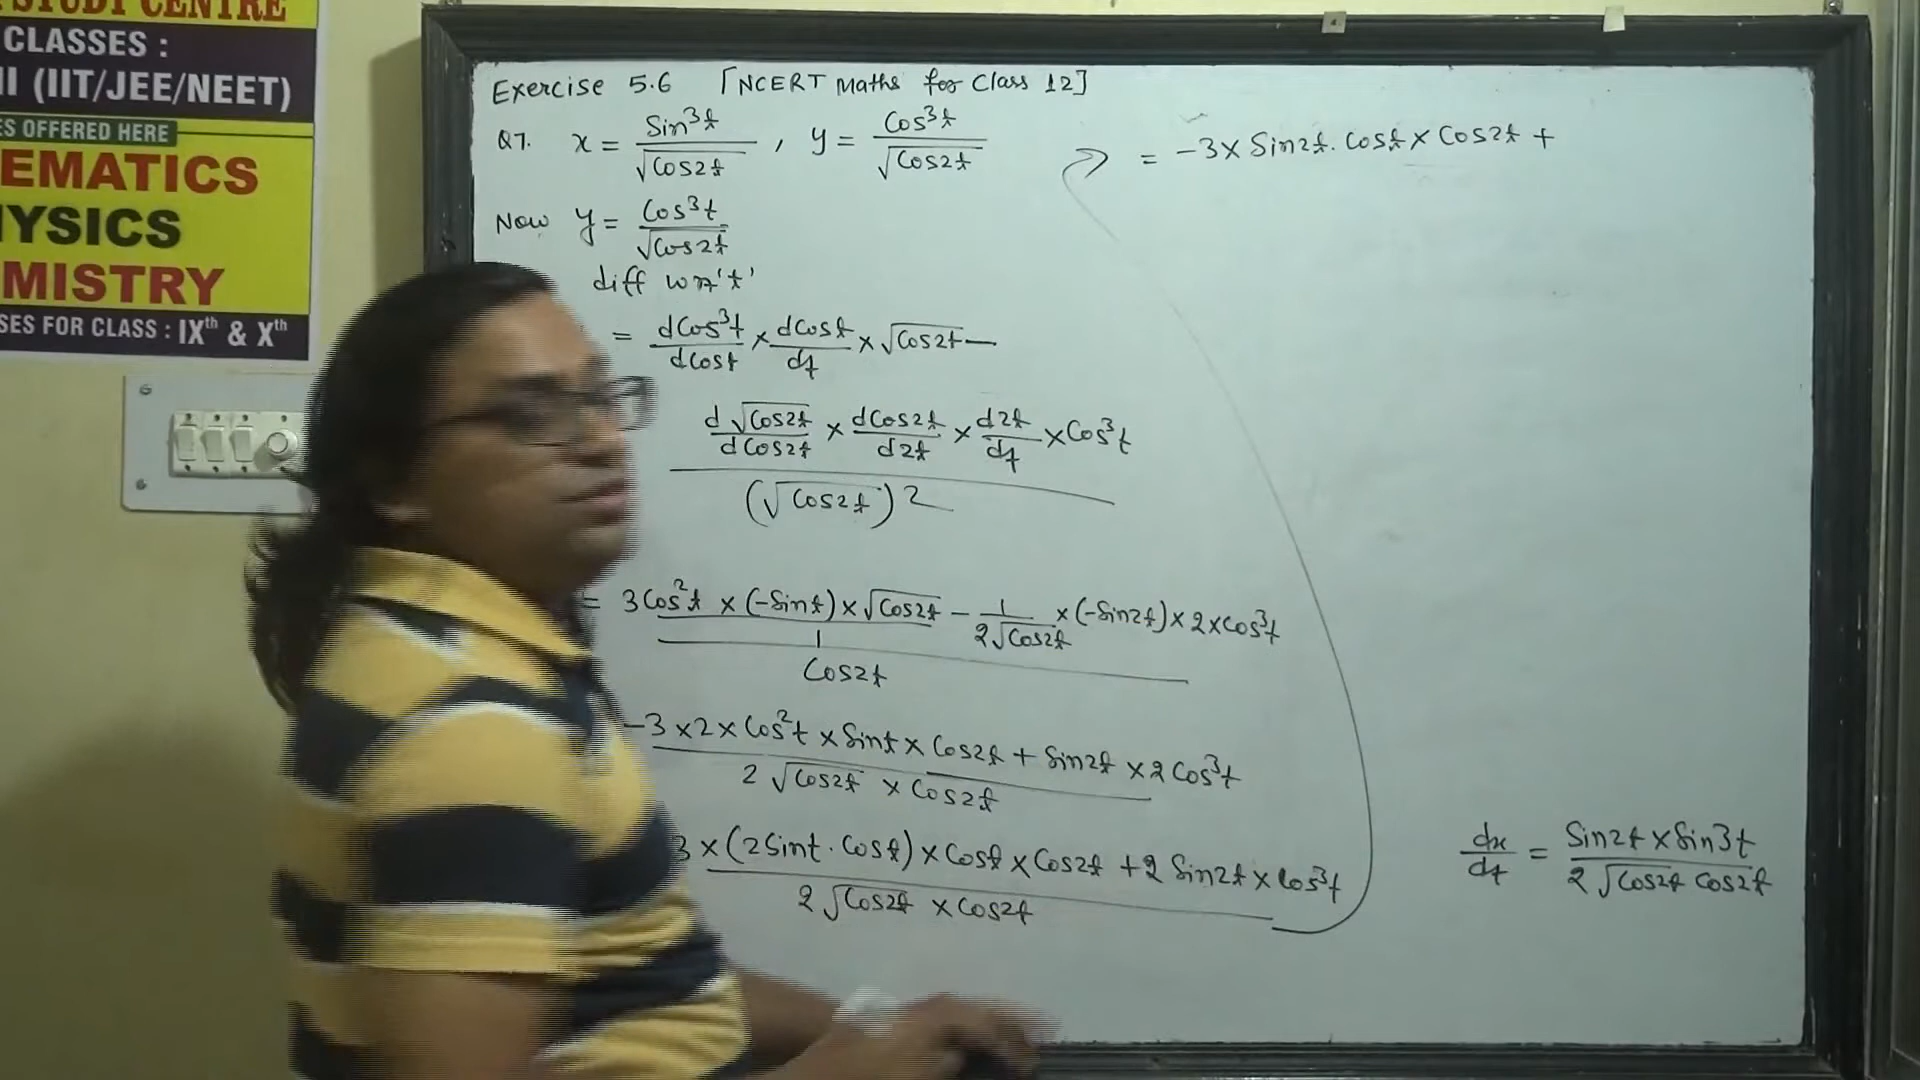 STUDY CENTRE
CLASSES :
II (IIT/JEE/NEET)
ES OFFERED HERE
EMATICS
YSICS
MISTRY
SES FOR CLASS : IXth & Xth
Exercise 5.6 [NCERT Maths for Class 12]
Q7. x = Sin³t / √Cos2t , y = Cos³t / √Cos2t
Now y = Cos³t / √Cos2t
diff wr 't'
= dCos³t / dCost × dCost / dt × √Cos2t —
d√Cos2t / dCos2t × dCos2t / d2t × d2t / dt × Cos³t
(√Cos2t)²
= 3Cos²t × (-Sint) × √Cos2t / 1 - 1 / 2√Cos2t × (-Sin2t) × 2 × Cos³t
Cos2t
-3 × 2 × Cos²t × Sint × Cos2t + Sin2t × 2 Cos³t
2 √Cos2t × Cos2t
3 × (2Sint · Cost) × Cost × Cos2t + 2 Sin2t × Cos³t
2 √Cos2t × Cos2t
= -3 × Sin2t · Cost × Cos2t +
dx / dt = Sin2t × Sin3t / 2 √Cos2t Cos2t